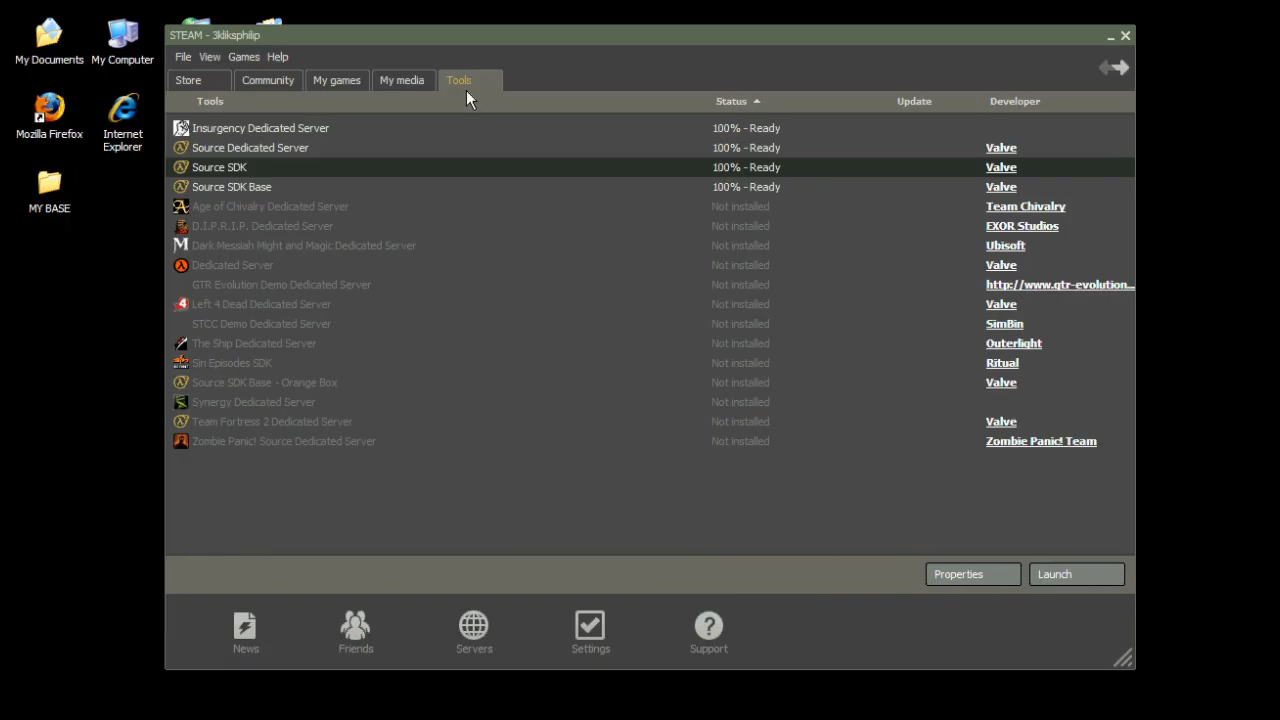 STEAM - 3kliksphilip
File View Games Help
Store Community My games My media Tools
Tools Status Update Developer
Insurgency Dedicated Server 100% - Ready
Source Dedicated Server 100% - Ready Valve
Source SDK 100% - Ready Valve
Source SDK Base 100% - Ready Valve
Age of Chivalry Dedicated Server Not installed Team Chivalry
D.I.P.R.I.P. Dedicated Server Not installed EXOR Studios
Dark Messiah Might and Magic Dedicated Server Not installed Ubisoft
Dedicated Server Not installed Valve
GTR Evolution Demo Dedicated Server Not installed http://www.gtr-evolution...
Left 4 Dead Dedicated Server Not installed Valve
STCC Demo Dedicated Server Not installed SimBin
The Ship Dedicated Server Not installed Outerlight
Sin Episodes SDK Not installed Ritual
Source SDK Base - Orange Box Not installed Valve
Synergy Dedicated Server Not installed
Team Fortress 2 Dedicated Server Not installed Valve
Zombie Panic! Source Dedicated Server Not installed Zombie Panic! Team
Properties Launch
News Friends Servers Settings Support
My Documents My Computer
Mozilla Firefox Internet Explorer
MY BASE